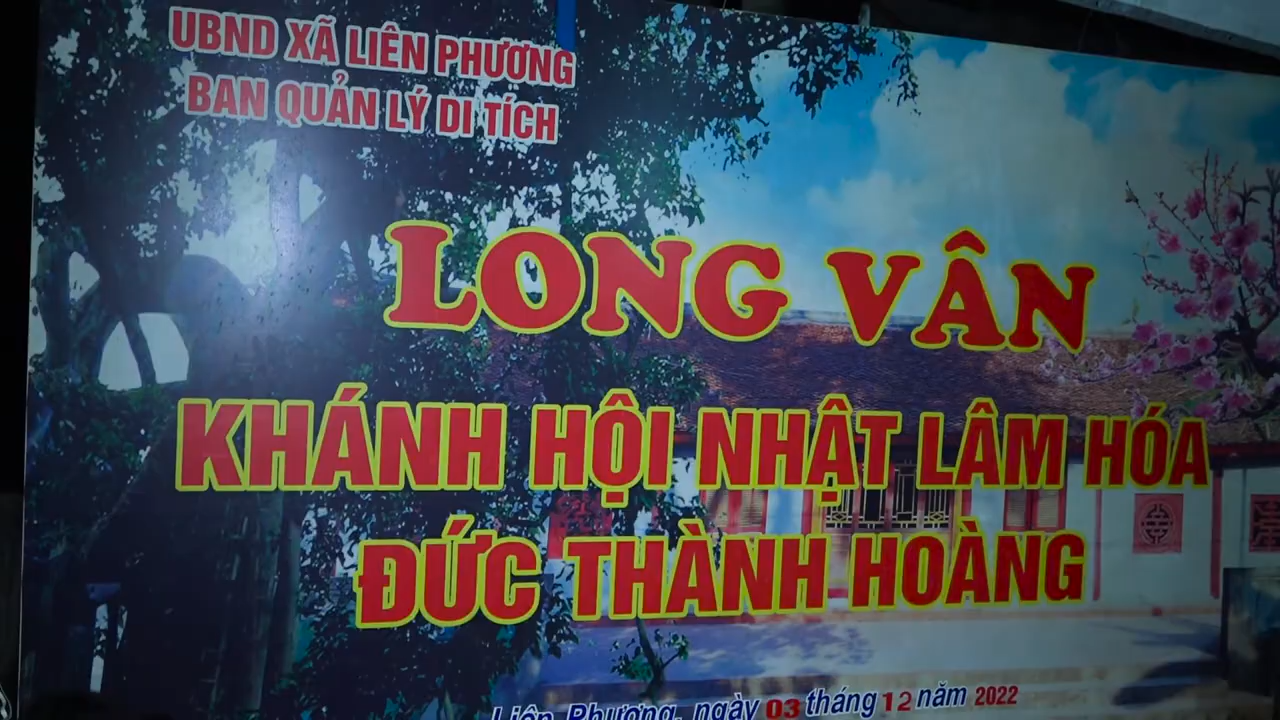 UBND XÃ LIÊN PHƯƠNG
BAN QUẢN LÝ DI TÍCH
LONG VÂN
KHÁNH HỘI NHẬT LÂM HÓA
ĐỨC THÀNH HOÀNG
Liên Phương, ngày 03 tháng 12 năm 2022